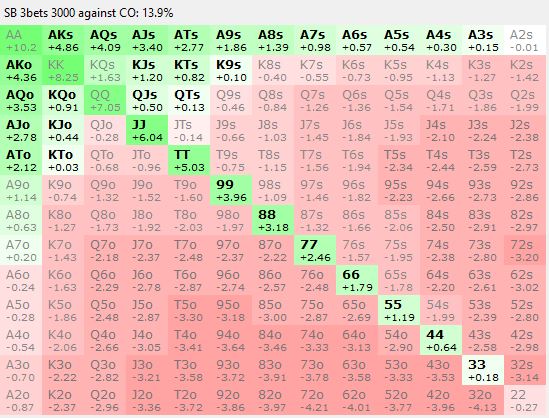 SB 3bets 3000 against CO: 13.9%
AA AKs AQs AJs ATs A9s A8s A7s A6s A5s A4s A3s A2s
+10.2 +4.86 +4.09 +3.40 +2.77 +1.86 +1.39 +0.98 +0.57 +0.54 +0.30 +0.15 -0.01
AKo KK KQs KJs KTs K9s K8s K7s K6s K5s K4s K3s K2s
+4.36 +8.25 +1.63 +1.20 +0.82 +0.10 -0.40 -0.55 -0.73 -0.95 -1.13 -1.27 -1.42
AQo KQo QQ QJs QTs Q9s Q8s Q7s Q6s Q5s Q4s Q3s Q2s
+3.53 +0.91 +7.05 +0.50 +0.13 -0.46 -0.84 -1.26 -1.36 -1.54 -1.71 -1.86 -1.99
AJo KJo QJo JJ JTs J9s J8s J7s J6s J5s J4s J3s J2s
+2.78 +0.44 -0.28 +6.04 -0.14 -0.66 -1.03 -1.45 -1.84 -1.93 -2.10 -2.24 -2.38
ATo KTo QTo JTo TT T9s T8s T7s T6s T5s T4s T3s T2s
+2.12 +0.03 -0.68 -0.96 +5.03 -0.75 -1.15 -1.56 -1.94 -2.34 -2.44 -2.59 -2.73
A9o K9o Q9o J9o T9o 99 98s 97s 96s 95s 94s 93s 92s
+1.14 -0.74 -1.32 -1.52 -1.60 +3.96 -1.09 -1.46 -1.82 -2.23 -2.66 -2.73 -2.86
A8o K8o Q8o J8o T8o 98o 88 87s 86s 85s 84s 83s 82s
+0.63 -1.27 -1.73 -1.92 -2.03 -1.97 +3.18 -1.32 -1.66 -2.06 -2.50 -2.91 -2.97
A7o K7o Q7o J7o T7o 97o 87o 77 76s 75s 74s 73s 72s
+0.20 -1.43 -2.18 -2.37 -2.48 -2.37 -2.22 +2.46 -1.57 -1.95 -2.38 -2.80 -3.20
A6o K6o Q6o J6o T6o 96o 86o 76o 66 65s 64s 63s 62s
-0.24 -1.63 -2.29 -2.78 -2.87 -2.74 -2.57 -2.48 +1.79 -1.78 -2.20 -2.61 -3.02
A5o K5o Q5o J5o T5o 95o 85o 75o 65o 55 54s 53s 52s
-0.28 -1.86 -2.48 -2.87 -3.30 -3.18 -3.00 -2.87 -2.69 +1.19 -1.99 -2.39 -2.80
A4o K4o Q4o J4o T4o 94o 84o 74o 64o 54o 44 43s 42s
-0.54 -2.06 -2.66 -3.05 -3.41 -3.64 -3.46 -3.33 -3.13 -2.90 +0.64 -2.58 -2.98
A3o K3o Q3o J3o T3o 93o 83o 73o 63o 53o 43o 33 32s
-0.70 -2.22 -2.82 -3.21 -3.58 -3.72 -3.91 -3.78 -3.58 -3.33 -3.53 +0.18 -3.14
A2o K2o Q2o J2o T2o 92o 82o 72o 62o 52o 42o 32o 22
-0.87 -2.37 -2.96 -3.36 -3.72 -3.86 -3.97 -4.21 -4.01 -3.77 -3.96 -4.13 -0.27